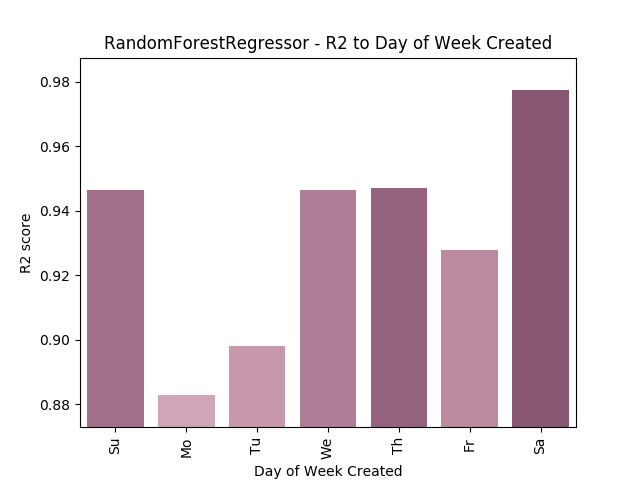 RandomForestRegressor - R2 to Day of Week Created
R2 score
0.98
0.96
0.94
0.92
0.90
0.88
Su
Mo
Tu
We
Th
Fr
Sa
Day of Week Created